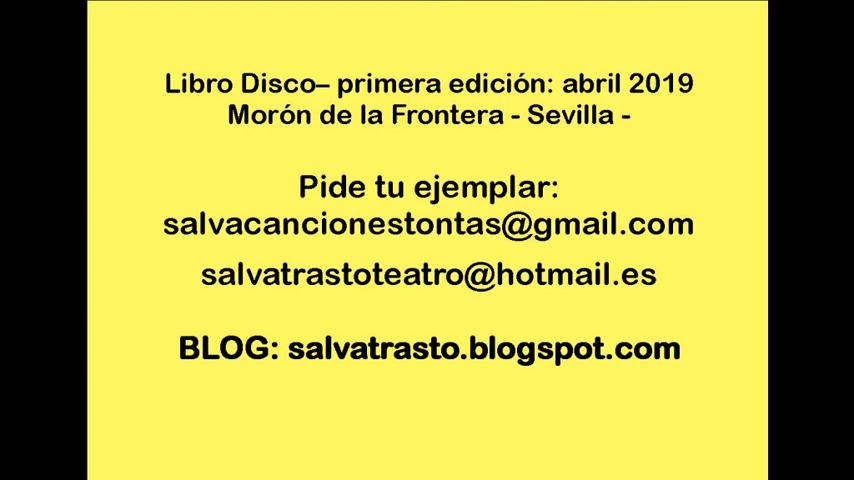 Libro Disco– primera edición: abril 2019
Morón de la Frontera - Sevilla -
Pide tu ejemplar:
salvacancionestontas@gmail.com
salvatrastoteatro@hotmail.es
BLOG: salvatrasto.blogspot.com